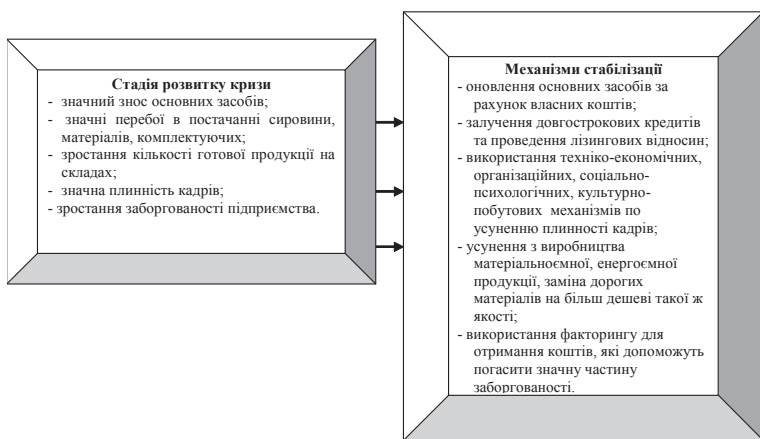 Стадія розвитку кризи
- значний знос основних засобів;
- значні перебої в постачанні сировини,
матеріалів, комплектуючих;
- зростання кількості готової продукції на
складах;
- значна плинність кадрів;
- зростання заборгованості підприємства.
Механізми стабілізації
- оновлення основних засобів за
рахунок власних коштів;
- залучення довгострокових кредитів
та проведення лізингових відносин;
- використання техніко-економічних,
організаційних, соціально-
психологічних, культурно-
побутових механізмів по
усуненню плинності кадрів;
- усунення з виробництва
матеріальноємної, енергоємної
продукції, заміна дорогих
матеріалів на більш дешеві такої ж
якості;
- використання факторингу для
отримання коштів, які допоможуть
погасити значну частину
заборгованості.